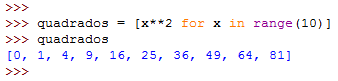 >>>
>>> quadrados = [x**2 for x in range(10)]
>>> quadrados
[0, 1, 4, 9, 16, 25, 36, 49, 64, 81]
>>>